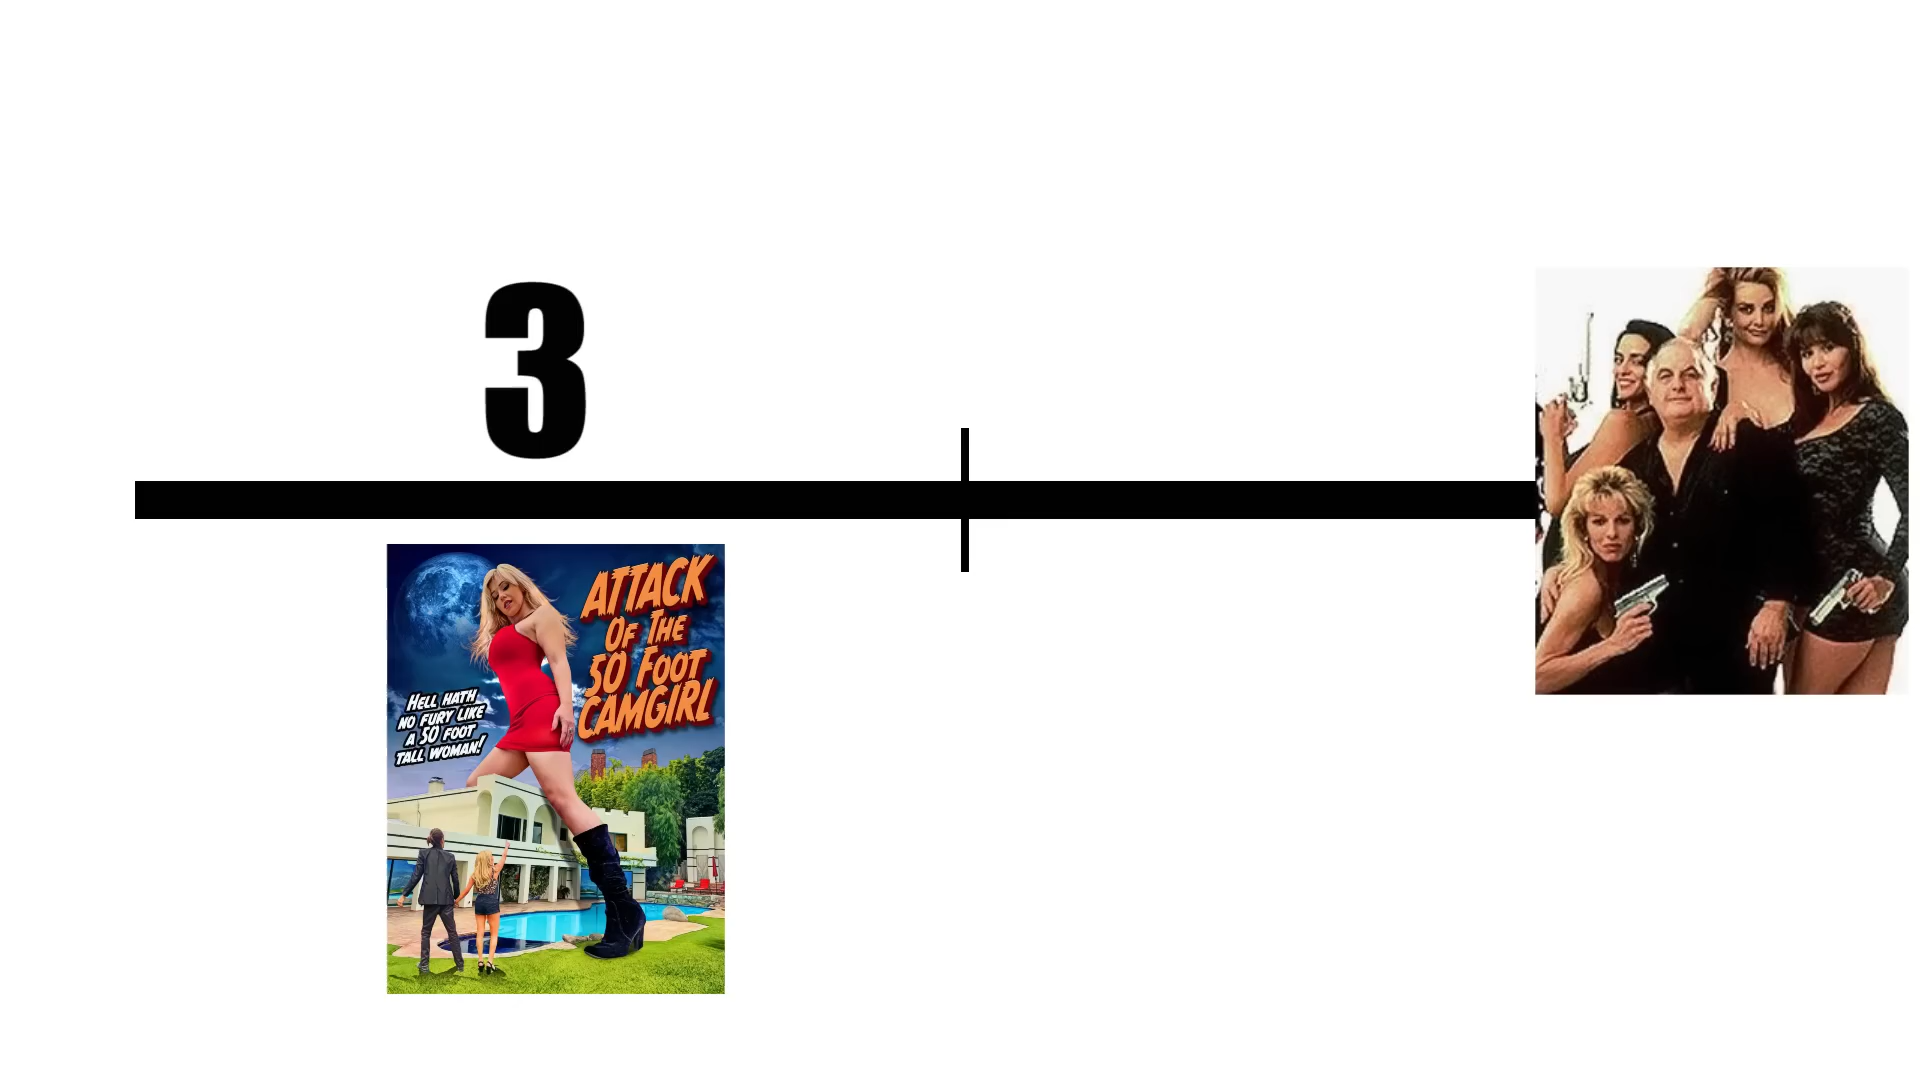 3
ATTACK
OF THE
50 FOOT
CAMGIRL
HELL HATH
NO FURY LIKE
A 50 FOOT
TALL WOMAN!